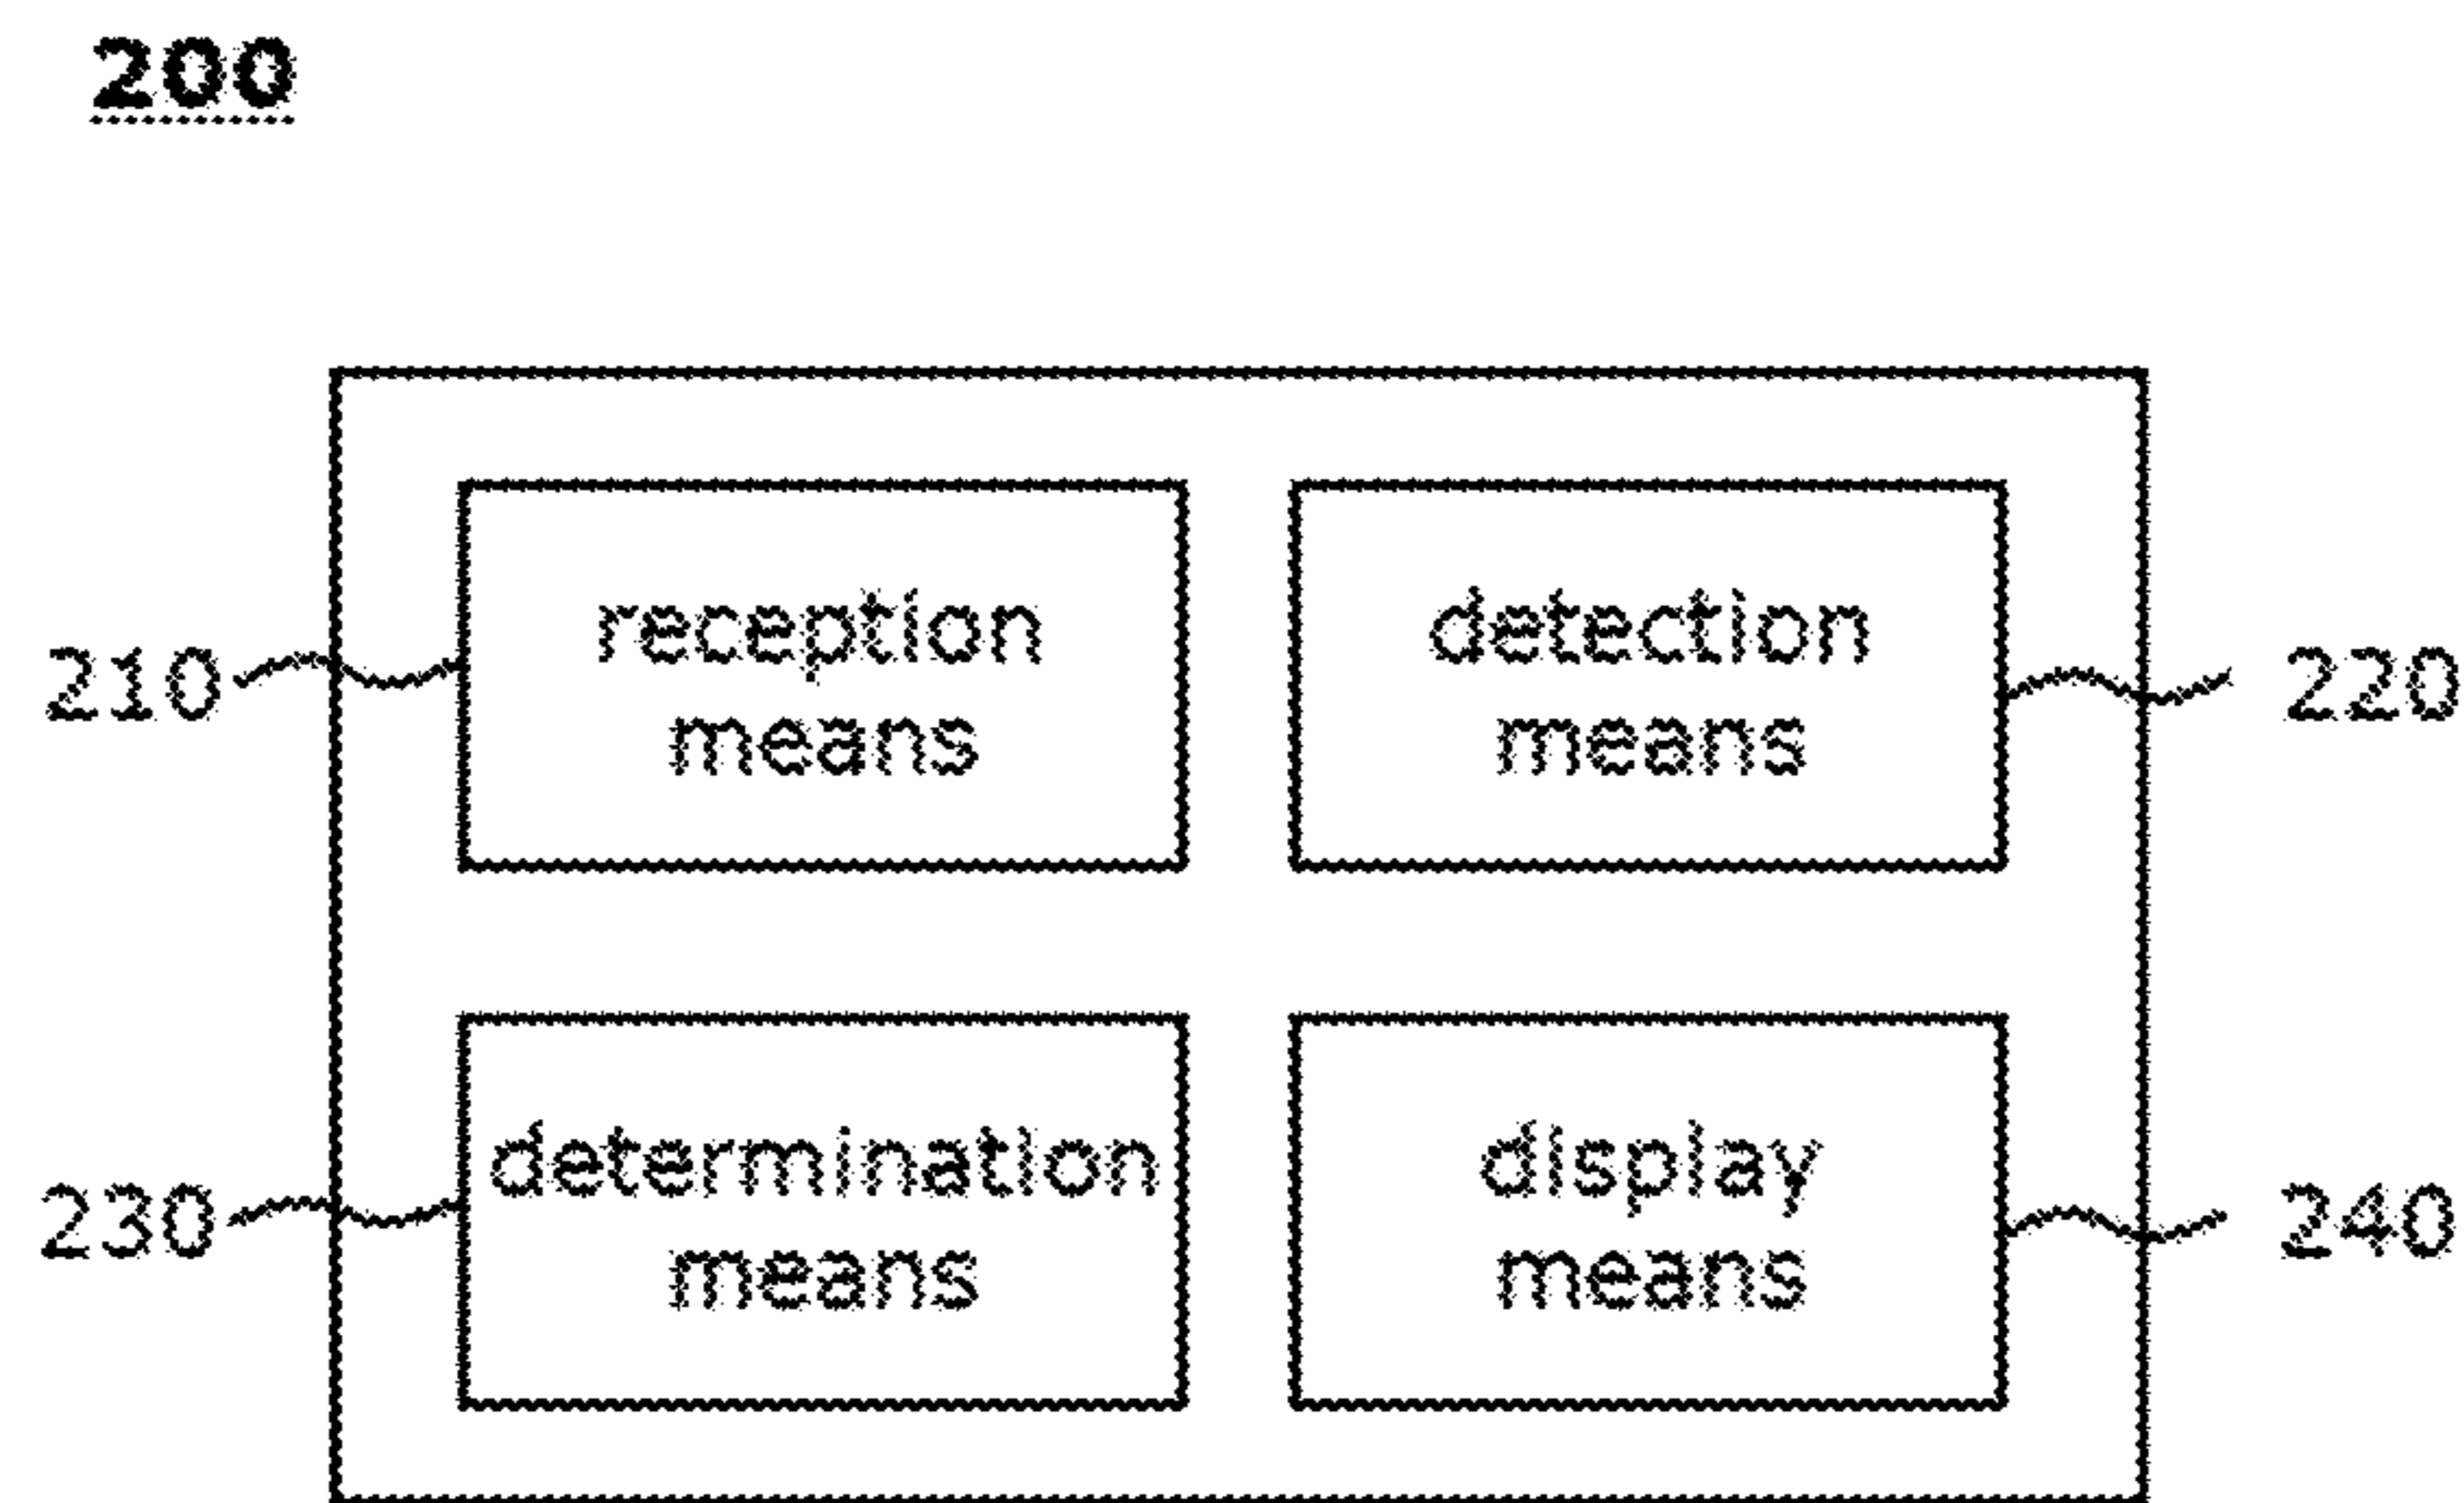 200
reception
means
detection
means
210
220
determination
means
display
means
230
240